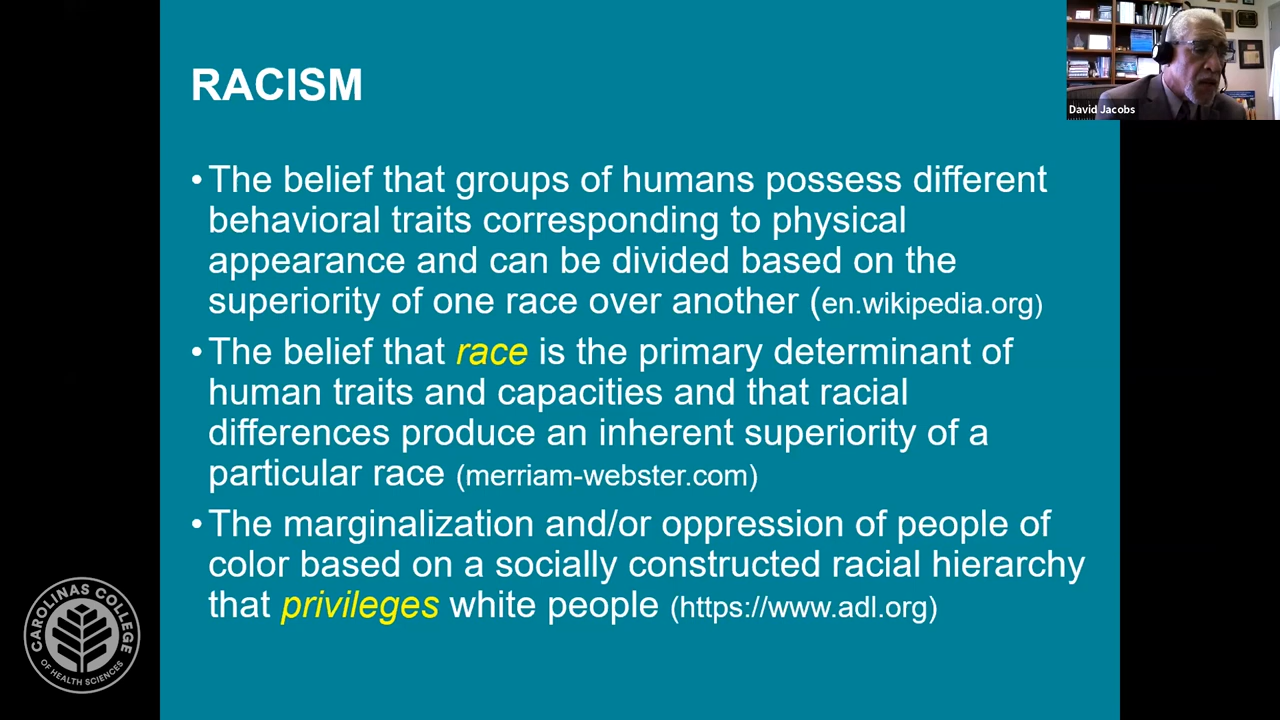 RACISM
• The belief that groups of humans possess different
behavioral traits corresponding to physical
appearance and can be divided based on the
superiority of one race over another (en.wikipedia.org)
• The belief that race is the primary determinant of
human traits and capacities and that racial
differences produce an inherent superiority of a
particular race (merriam-webster.com)
• The marginalization and/or oppression of people of
color based on a socially constructed racial hierarchy
that privileges white people (https://www.adl.org)
David Jacobs
CAROLINAS COLLEGE
OF HEALTH SCIENCES